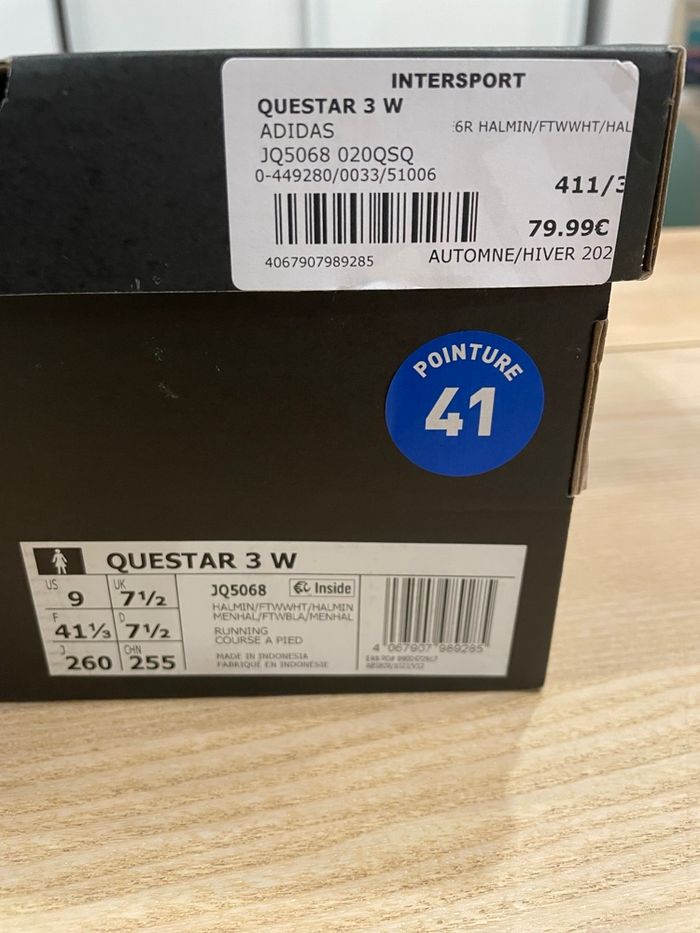 INTERSPORT
QUESTAR 3 W
ADIDAS
6R HALMIN/FTWWHT/HAL
JQ5068 020QSQ
0-449280/0033/51006
411/3
79.99€
4067907989285
AUTOMNE/HIVER 202
POINTURE
41
QUESTAR 3 W
US 9 UK 7½
F 41⅓ D 7½
J 260 CHN 255
JQ5068
Inside
HALMIN/FTWWHT/HALMIN
MENHAL/FTWBLA/MENHAL
RUNNING
COURSE A PIED
MADE IN INDONESIA
FABRIQUÉ EN INDONÉSIE
4 067907 989285